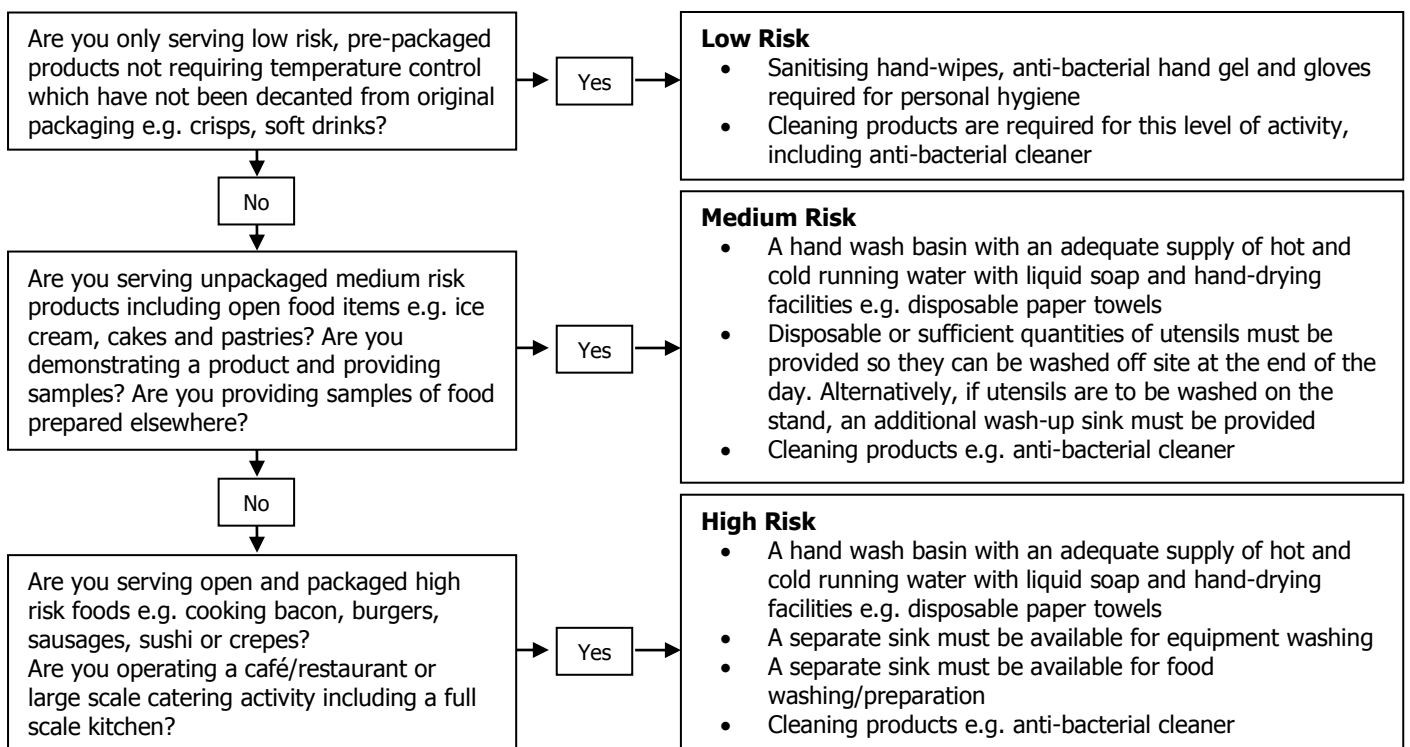 Are you only serving low risk, pre-packaged
products not requiring temperature control
which have not been decanted from original
packaging e.g. crisps, soft drinks?
Yes
Low Risk
• Sanitising hand-wipes, anti-bacterial hand gel and gloves
required for personal hygiene
• Cleaning products are required for this level of activity,
including anti-bacterial cleaner
No
Are you serving unpackaged medium risk
products including open food items e.g. ice
cream, cakes and pastries? Are you
demonstrating a product and providing
samples? Are you providing samples of food
prepared elsewhere?
Yes
Medium Risk
• A hand wash basin with an adequate supply of hot and
cold running water with liquid soap and hand-drying
facilities e.g. disposable paper towels
• Disposable or sufficient quantities of utensils must be
provided so they can be washed off site at the end of the
day. Alternatively, if utensils are to be washed on the
stand, an additional wash-up sink must be provided
• Cleaning products e.g. anti-bacterial cleaner
No
Are you serving open and packaged high
risk foods e.g. cooking bacon, burgers,
sausages, sushi or crepes?
Are you operating a café/restaurant or
large scale catering activity including a full
scale kitchen?
Yes
High Risk
• A hand wash basin with an adequate supply of hot and
cold running water with liquid soap and hand-drying
facilities e.g. disposable paper towels
• A separate sink must be available for equipment washing
• A separate sink must be available for food
washing/preparation
• Cleaning products e.g. anti-bacterial cleaner